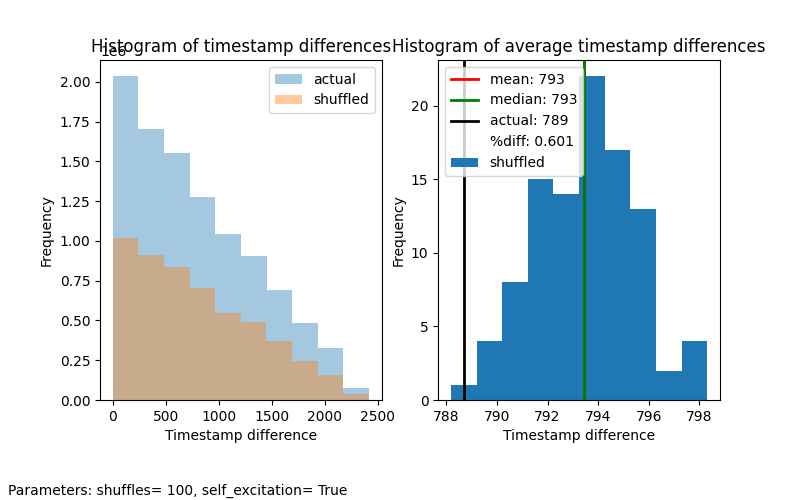 Histogram of timestamp differences
1e6
2.00
1.75
1.50
1.25
1.00
0.75
0.50
0.25
0.00
Frequency
0 500 1000 1500 2000 2500
Timestamp difference
actual
shuffled
Histogram of average timestamp differences
20
15
10
5
0
Frequency
788 790 792 794 796 798
Timestamp difference
mean: 793
median: 793
actual: 789
%diff: 0.601
shuffled
Parameters: shuffles= 100, self_excitation= True